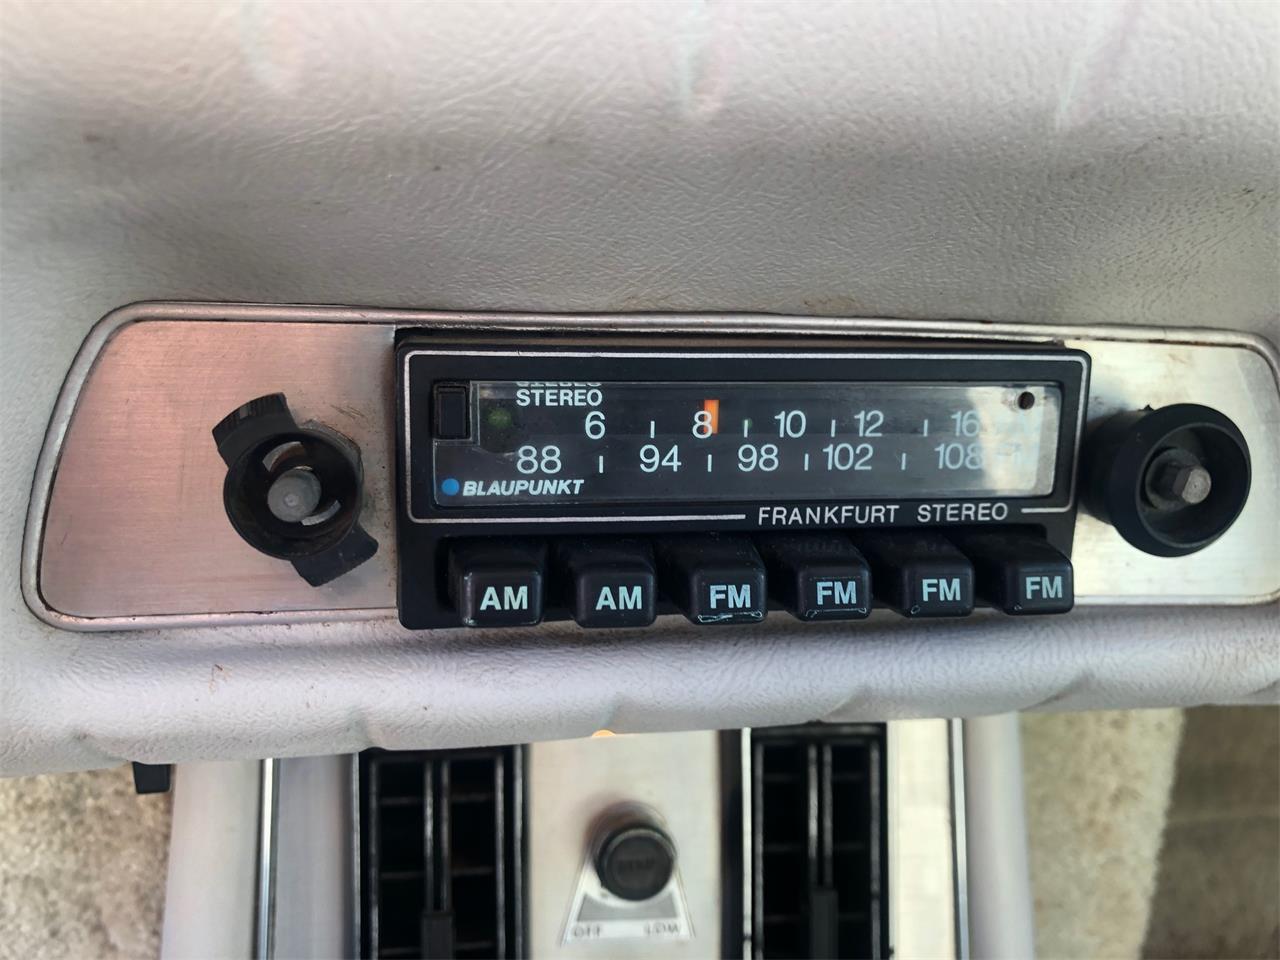 STEREO
6 8 10 12 16
88 94 98 102 108
BLAUPUNKT
FRANKFURT STEREO
AM AM FM FM FM FM
OFF LOW